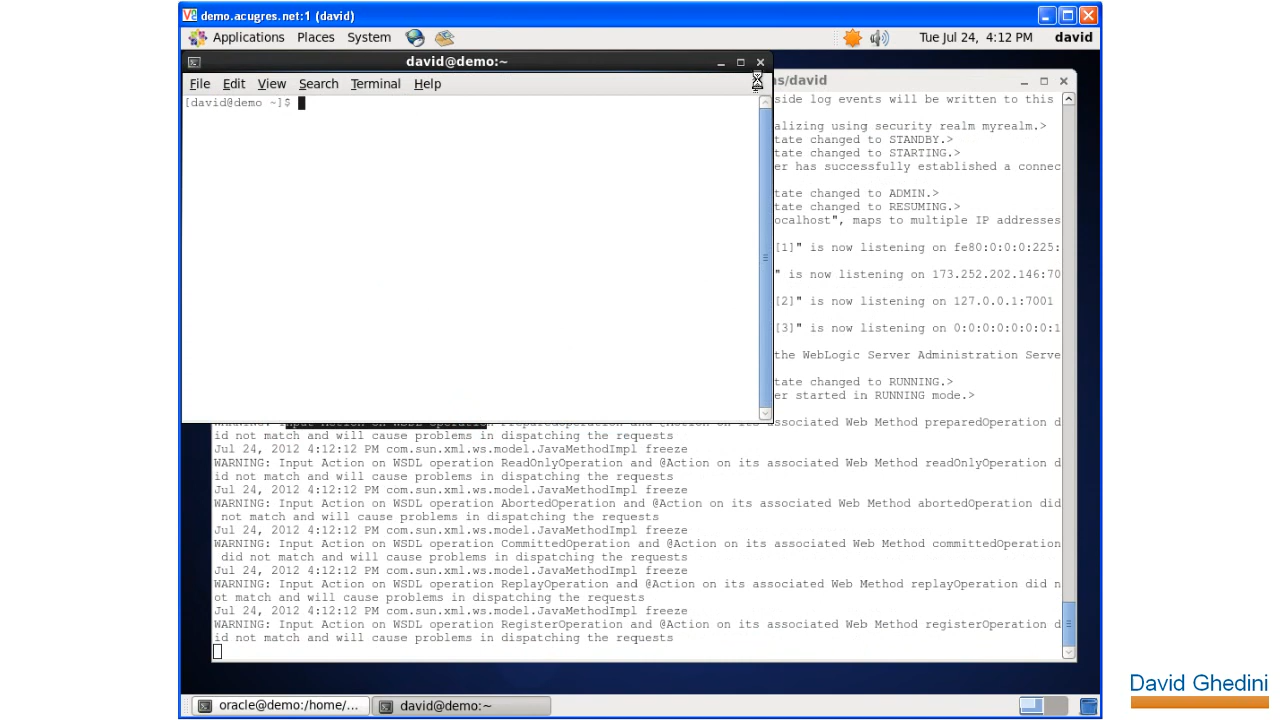 demo.acugres.net:1 (david)
Applications Places System Tue Jul 24, 4:12 PM david
david@demo:~
ns/david
File Edit View Search Terminal Help
[david@demo ~]$
side log events will be written to this
alizing using security realm myrealm.>
tate changed to STANDBY.>
tate changed to STARTING.>
er has successfully established a connec
tate changed to ADMIN.>
tate changed to RESUMING.>
ocalhost", maps to multiple IP addresses
[1]" is now listening on fe80:0:0:0:225:
" is now listening on 173.252.202.146:70
[2]" is now listening on 127.0.0.1:7001
[3]" is now listening on 0:0:0:0:0:0:0:1
the WebLogic Server Administration Serve
tate changed to RUNNING.>
er started in RUNNING mode.>
WARNING: Input Action on WSDL operation PreparedOperation and @Action on its associated Web Method preparedOperation d
id not match and will cause problems in dispatching the requests
Jul 24, 2012 4:12:12 PM com.sun.xml.ws.model.JavaMethodImpl freeze
WARNING: Input Action on WSDL operation ReadOnlyOperation and @Action on its associated Web Method readOnlyOperation d
id not match and will cause problems in dispatching the requests
Jul 24, 2012 4:12:12 PM com.sun.xml.ws.model.JavaMethodImpl freeze
WARNING: Input Action on WSDL operation AbortedOperation and @Action on its associated Web Method abortedOperation did
not match and will cause problems in dispatching the requests
Jul 24, 2012 4:12:12 PM com.sun.xml.ws.model.JavaMethodImpl freeze
WARNING: Input Action on WSDL operation CommittedOperation and @Action on its associated Web Method committedOperation
did not match and will cause problems in dispatching the requests
Jul 24, 2012 4:12:12 PM com.sun.xml.ws.model.JavaMethodImpl freeze
WARNING: Input Action on WSDL operation ReplayOperation and @Action on its associated Web Method replayOperation did n
ot match and will cause problems in dispatching the requests
Jul 24, 2012 4:12:12 PM com.sun.xml.ws.model.JavaMethodImpl freeze
WARNING: Input Action on WSDL operation RegisterOperation and @Action on its associated Web Method registerOperation d
id not match and will cause problems in dispatching the requests
oracle@demo:/home/... david@demo:~
David Ghedini